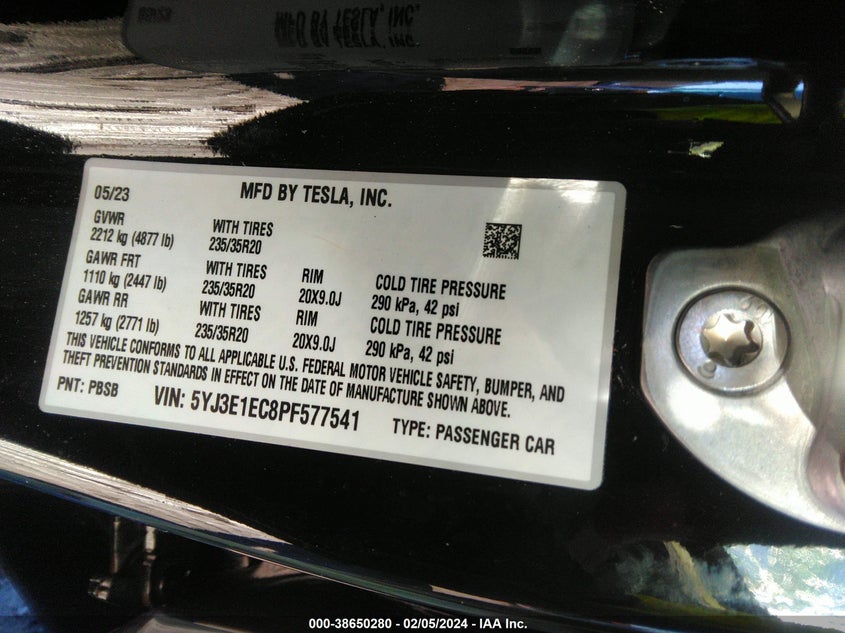 05/23
MFD BY TESLA, INC.
GVWR
2212 kg (4877 lb)
WITH TIRES
235/35R20
GAWR FRT
1110 kg (2447 lb)
WITH TIRES
235/35R20
RIM
20X9.0J
COLD TIRE PRESSURE
290 kPa, 42 psi
GAWR RR
1257 kg (2771 lb)
WITH TIRES
235/35R20
RIM
20X9.0J
COLD TIRE PRESSURE
290 kPa, 42 psi
THIS VEHICLE CONFORMS TO ALL APPLICABLE U.S. FEDERAL MOTOR VEHICLE SAFETY, BUMPER, AND
THEFT PREVENTION STANDARDS IN EFFECT ON THE DATE OF MANUFACTURE SHOWN ABOVE.
PNT: PBSB
VIN: 5YJ3E1EC8PF577541
TYPE: PASSENGER CAR
000-38650280 - 02/05/2024 - IAA Inc.